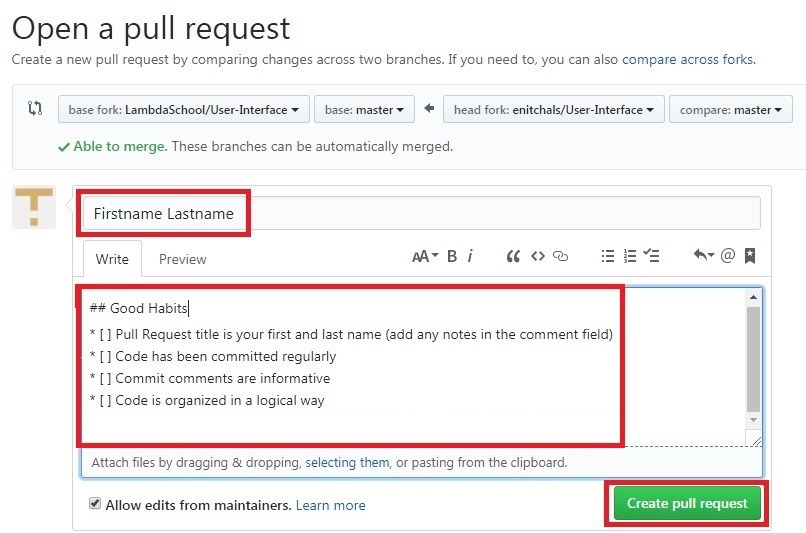 Open a pull request
Create a new pull request by comparing changes across two branches. If you need to, you can also compare across forks.
base fork: LambdaSchool/User-Interface base: master head fork: enitchals/User-Interface compare: master
Able to merge. These branches can be automatically merged.
Firstname Lastname
Write Preview AA B i
## Good Habits
* [ ] Pull Request title is your first and last name (add any notes in the comment field)
* [ ] Code has been committed regularly
* [ ] Commit comments are informative
* [ ] Code is organized in a logical way
Attach files by dragging & dropping, selecting them, or pasting from the clipboard.
Allow edits from maintainers. Learn more
Create pull request